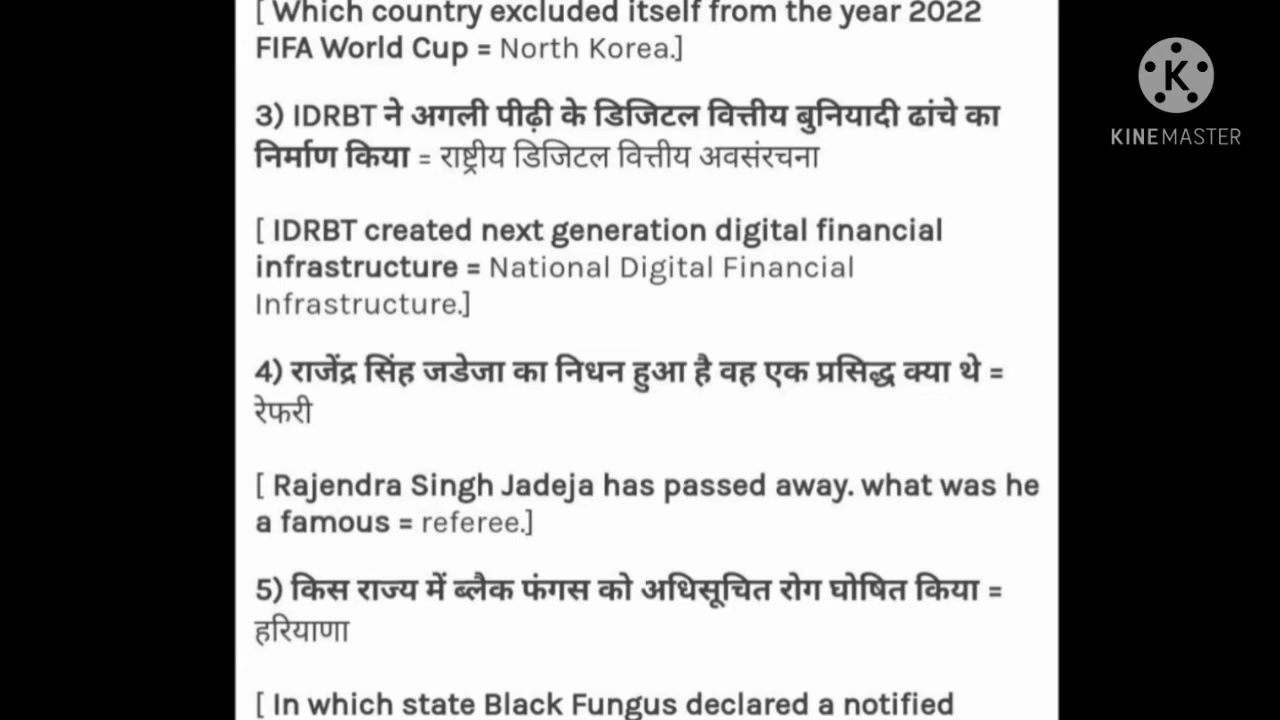 [ Which country excluded itself from the year 2022
FIFA World Cup = North Korea.]
3) IDRBT ने अगली पीढ़ी के डिजिटल वित्तीय बुनियादी ढांचे का
निर्माण किया = राष्ट्रीय डिजिटल वित्तीय अवसंरचना
[ IDRBT created next generation digital financial
infrastructure = National Digital Financial
Infrastructure.]
4) राजेंद्र सिंह जडेजा का निधन हुआ है वह एक प्रसिद्ध क्या थे =
रेफरी
[ Rajendra Singh Jadeja has passed away. what was he
a famous = referee.]
5) किस राज्य में ब्लैक फंगस को अधिसूचित रोग घोषित किया =
हरियाणा
[ In which state Black Fungus declared a notified
K
KINEMASTER